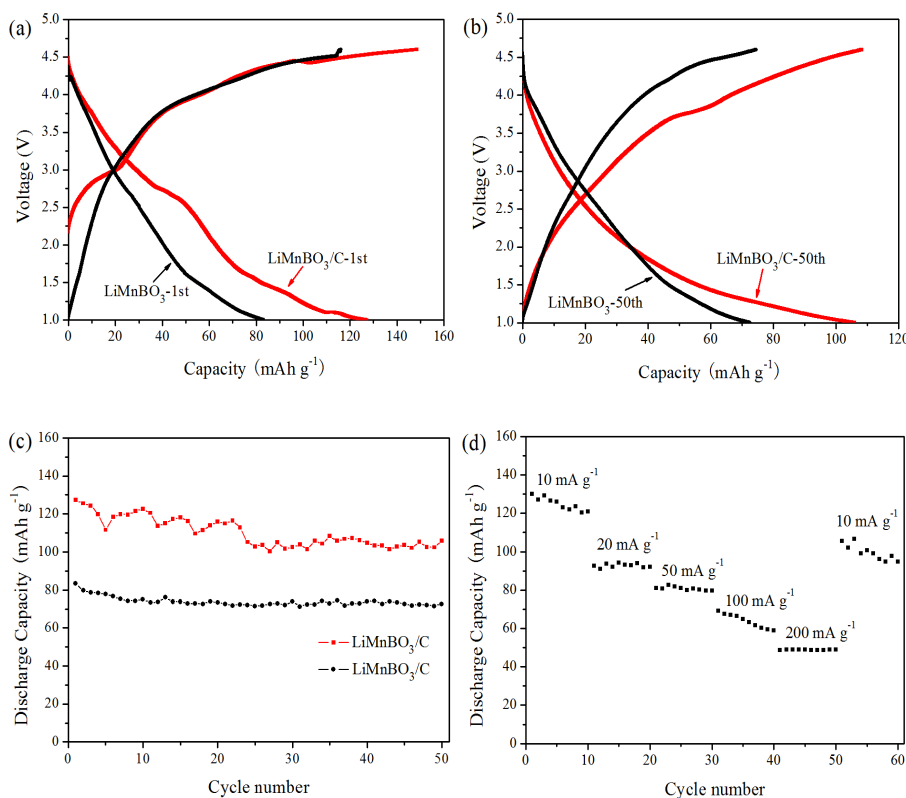 (a)
5.0
4.5
4.0
3.5
3.0
2.5
2.0
1.5
1.0
Voltage (V)
LiMnBO₃/C-1st
LiMnBO₃-1st
0 20 40 60 80 100 120 140 160
Capacity (mAh g⁻¹)
(b)
5.0
4.5
4.0
3.5
3.0
2.5
2.0
1.5
1.0
Voltage (V)
LiMnBO₃/C-50th
LiMnBO₃-50th
0 20 40 60 80 100 120
Capacity (mAh g⁻¹)
(c)
160
140
120
100
80
60
40
20
0
Discharge Capacity (mAh g⁻¹)
LiMnBO₃/C
LiMnBO₃/C
0 10 20 30 40 50
Cycle number
(d)
160
140
120
100
80
60
40
20
0
Discharge Capacity (mAh g⁻¹)
10 mA g⁻¹
20 mA g⁻¹
50 mA g⁻¹
100 mA g⁻¹
200 mA g⁻¹
10 mA g⁻¹
0 10 20 30 40 50 60
Cycle number